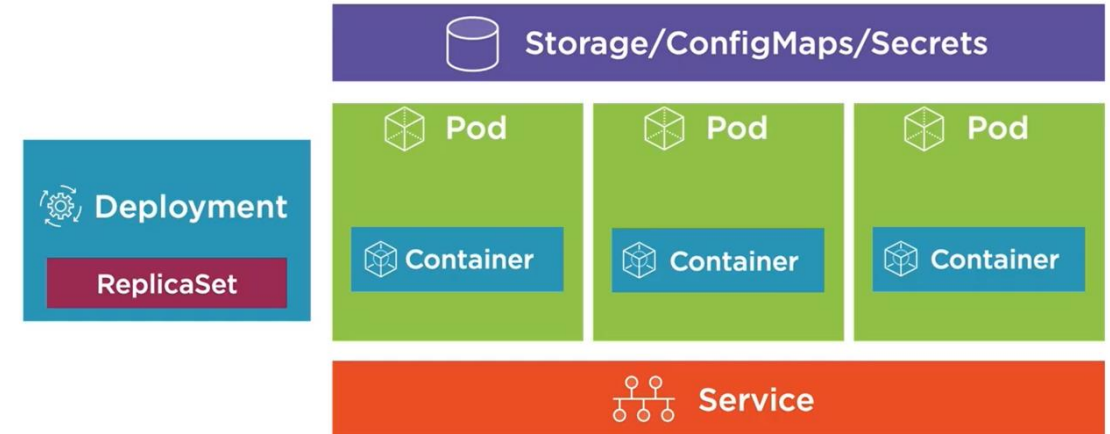 Storage/ConfigMaps/Secrets
Pod
Pod
Pod
Deployment
ReplicaSet
Container
Container
Container
Service